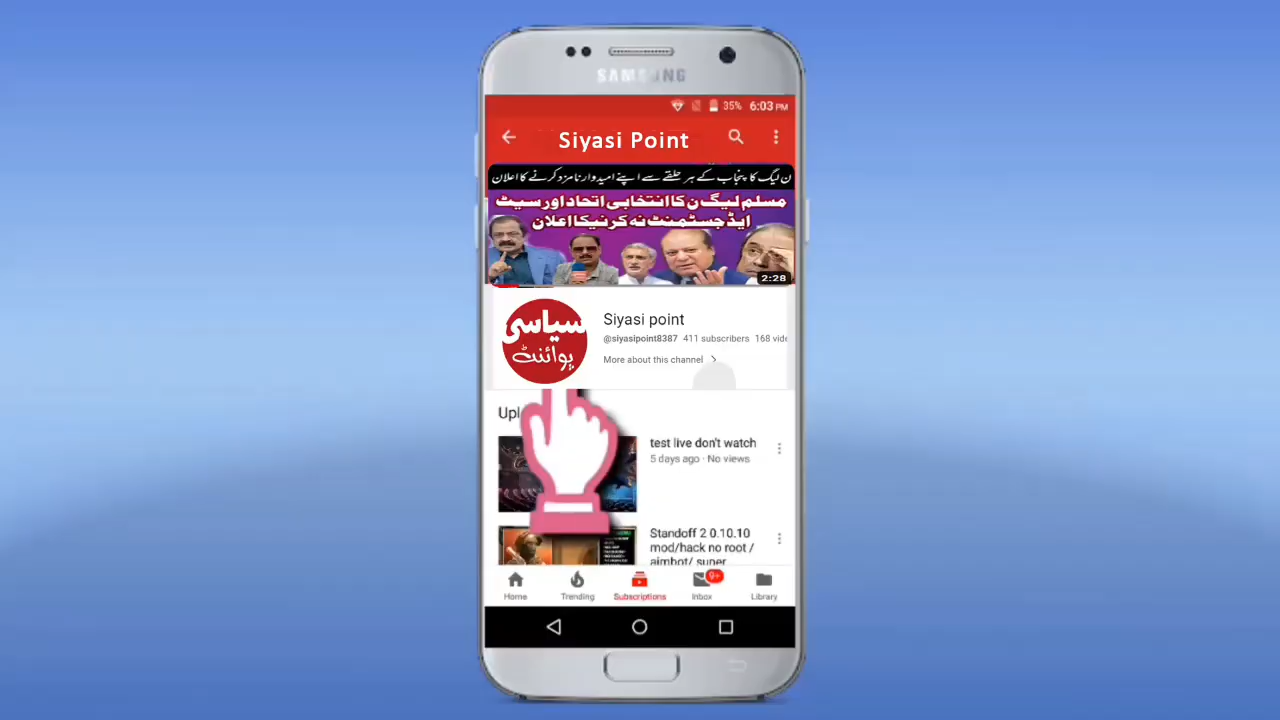 SAMSUNG
35% 6:03 PM
Siyasi Point
ن لیگ کا پنجاب کے ہر حلقے سے اپنے امیدوار نامزد کرنے کا اعلان
مسلم لیگ ن کا انتخابی اتحاد اور سیٹ
ایڈجسٹمنٹ نہ کرنیکا اعلان
2:28
سیاسی
پوائنٹ
Siyasi point
@siyasipoint8387 411 subscribers 168 vide
More about this channel >
Upl
test live don't watch
5 days ago · No views
Standoff 2 0.10.10
mod/hack no root /
aimbot/ super
9+
Home Trending Subscriptions Inbox Library